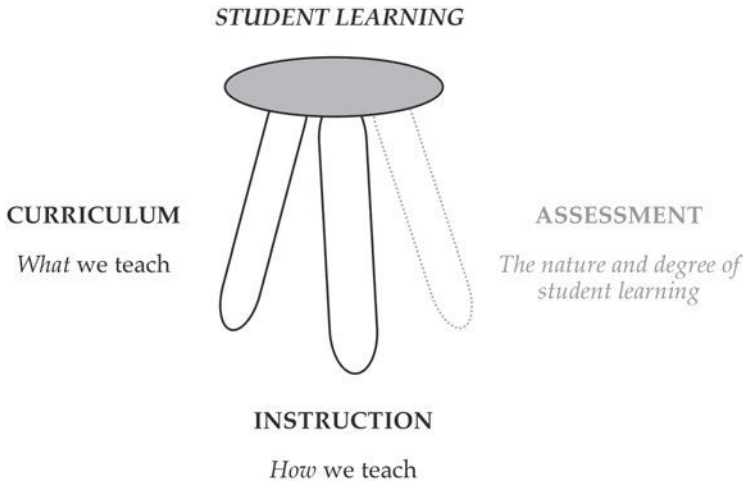 STUDENT LEARNING
CURRICULUM
What we teach
ASSESSMENT
The nature and degree of
student learning
INSTRUCTION
How we teach